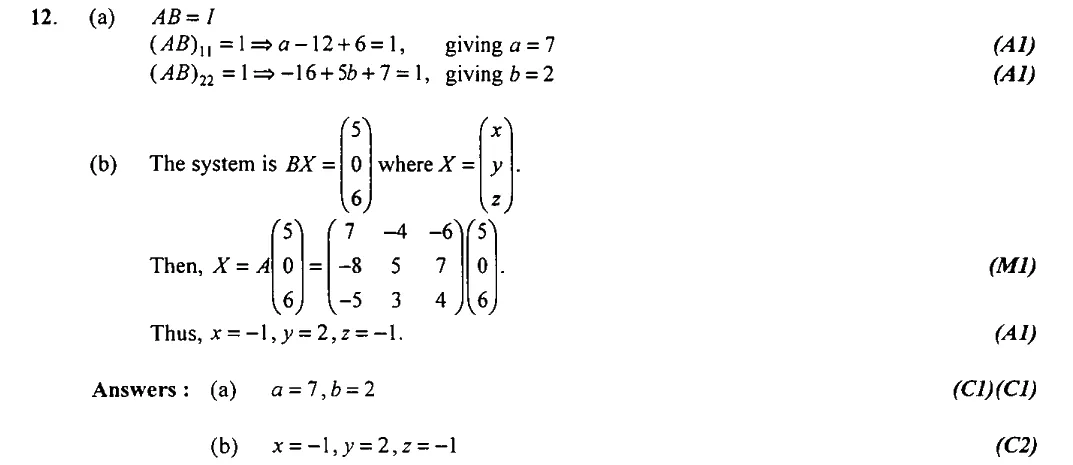 12. (a) AB = I
(AB)₁₁ = 1 ⇒ a − 12 + 6 = 1, giving a = 7 (A1)
(AB)₂₂ = 1 ⇒ −16 + 5b + 7 = 1, giving b = 2 (A1)
(b) The system is BX = (5 0 6) where X = (x y z).
Then, X = A(5 0 6) = (7 −4 −6 −8 5 7 −5 3 4)(5 0 6). (M1)
Thus, x = −1, y = 2, z = −1. (A1)
Answers : (a) a = 7, b = 2 (C1)(C1)
(b) x = −1, y = 2, z = −1 (C2)